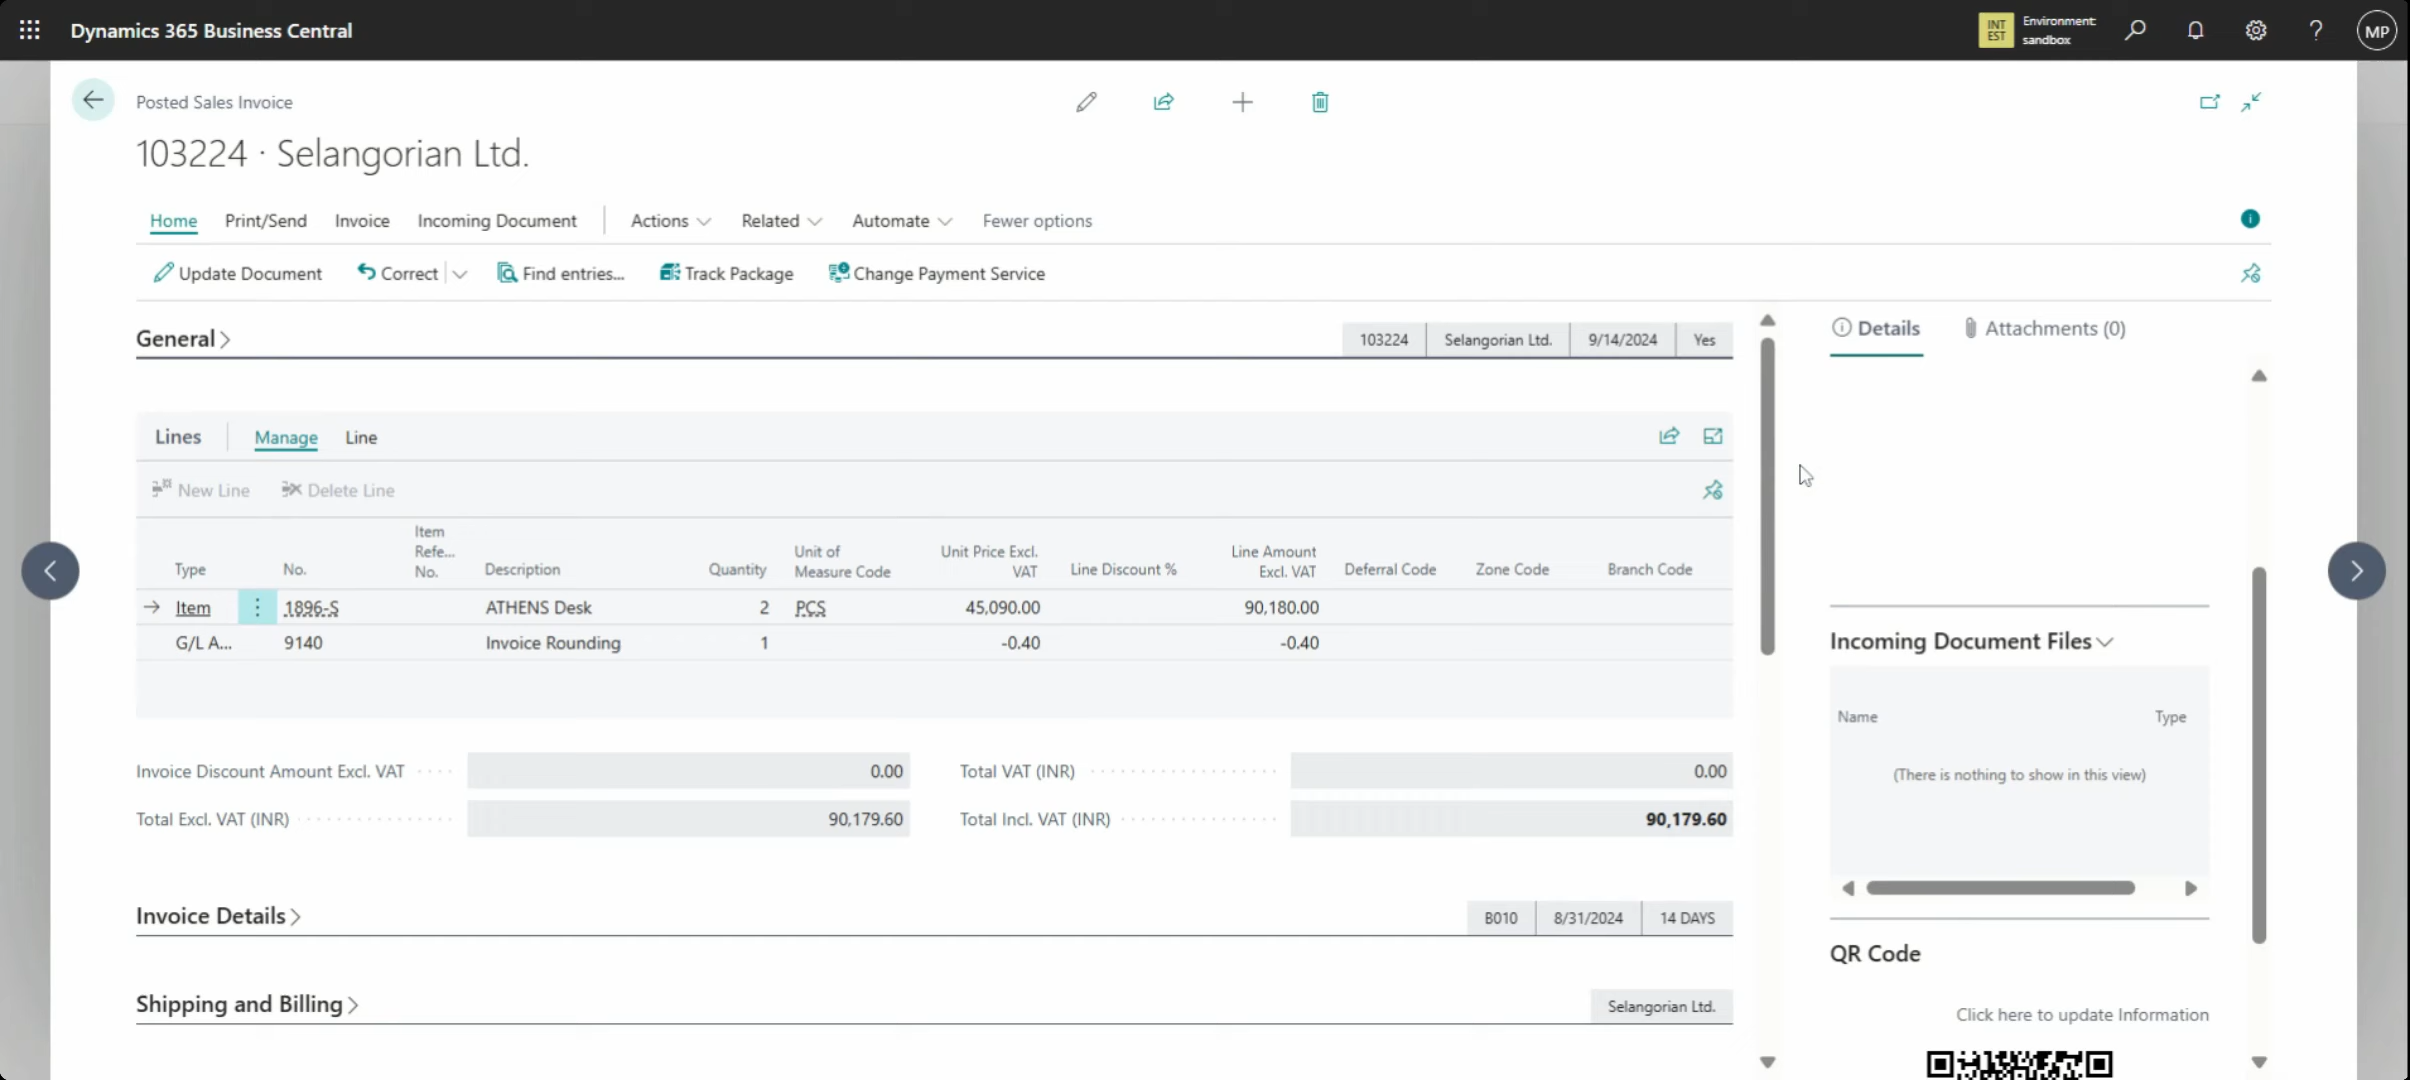 Dynamics 365 Business Central
INT
EST
Environment:
sandbox
?
MP
Posted Sales Invoice
103224 · Selangorian Ltd.
Home Print/Send Invoice Incoming Document Actions Related Automate Fewer options
Update Document Correct Find entries... Track Package Change Payment Service
General 103224 Selangorian Ltd. 9/14/2024 Yes
Details Attachments (0)
Lines Manage Line
New Line Delete Line
Type No. Item Refe... No. Description Quantity Unit of Measure Code Unit Price Excl. VAT Line Discount % Line Amount Excl. VAT Deferral Code Zone Code Branch Code
Item 1896-S ATHENS Desk 2 PCS 45,090.00 90,180.00
G/L A... 9140 Invoice Rounding 1 -0.40 -0.40
Invoice Discount Amount Excl. VAT 0.00 Total VAT (INR) 0.00
Total Excl. VAT (INR) 90,179.60 Total Incl. VAT (INR) 90,179.60
Invoice Details B010 8/31/2024 14 DAYS
Shipping and Billing Selangorian Ltd.
Incoming Document Files
Name Type
(There is nothing to show in this view)
QR Code
Click here to update Information